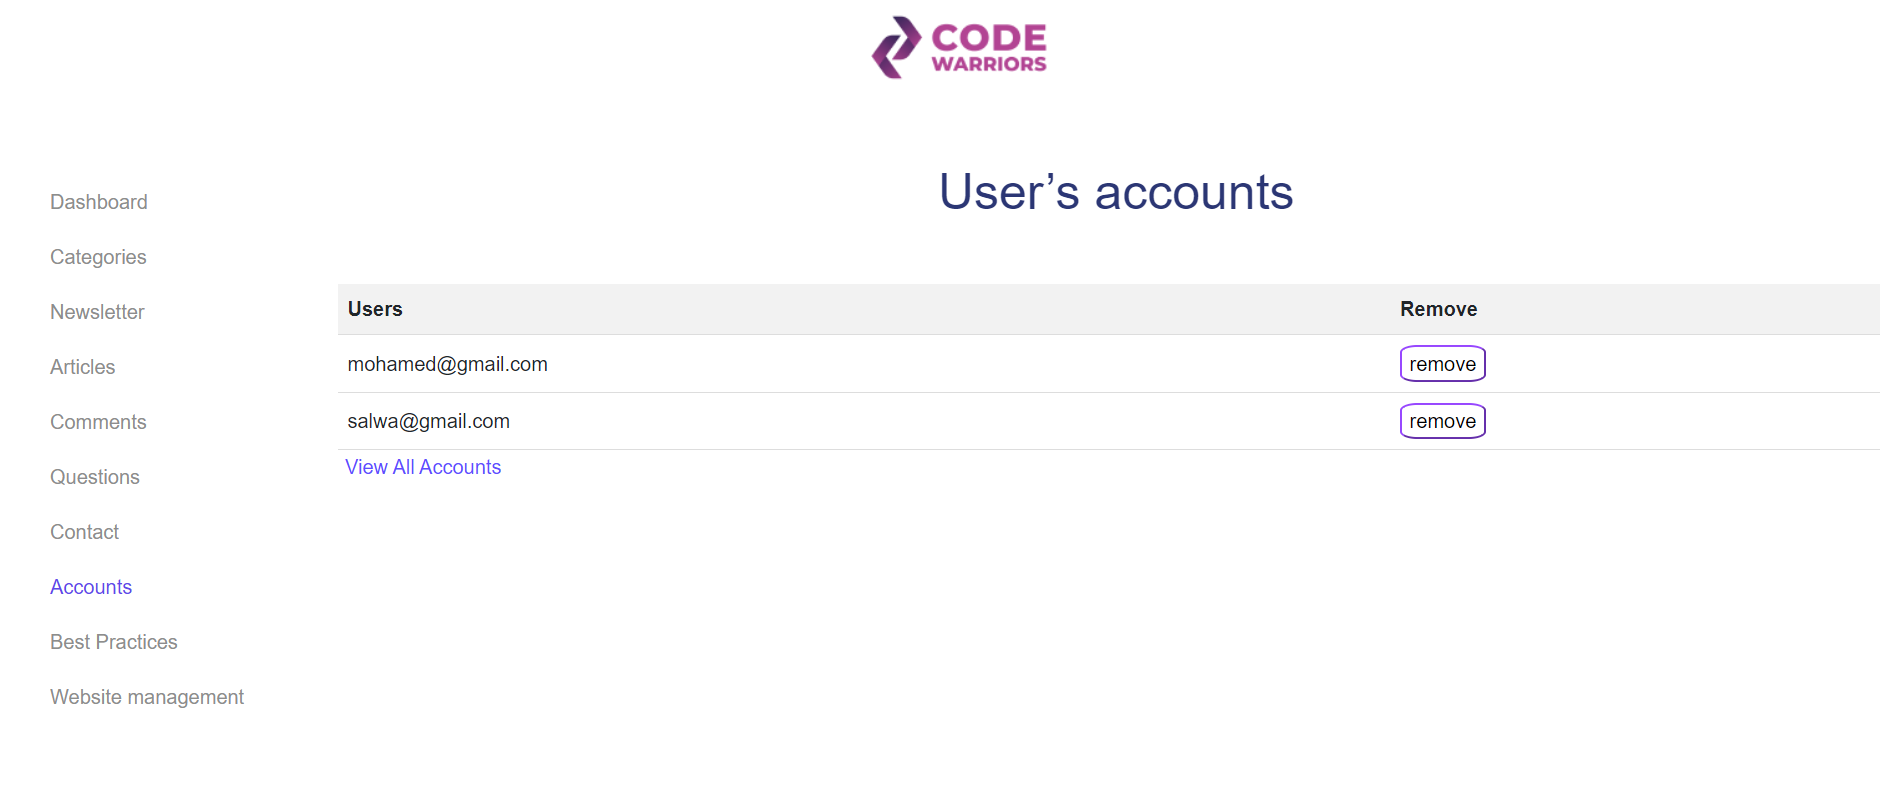 CODE
WARRIORS
User’s accounts
Dashboard
Categories
Newsletter
Articles
Comments
Questions
Contact
Accounts
Best Practices
Website management
Users Remove
mohamed@gmail.com remove
salwa@gmail.com remove
View All Accounts